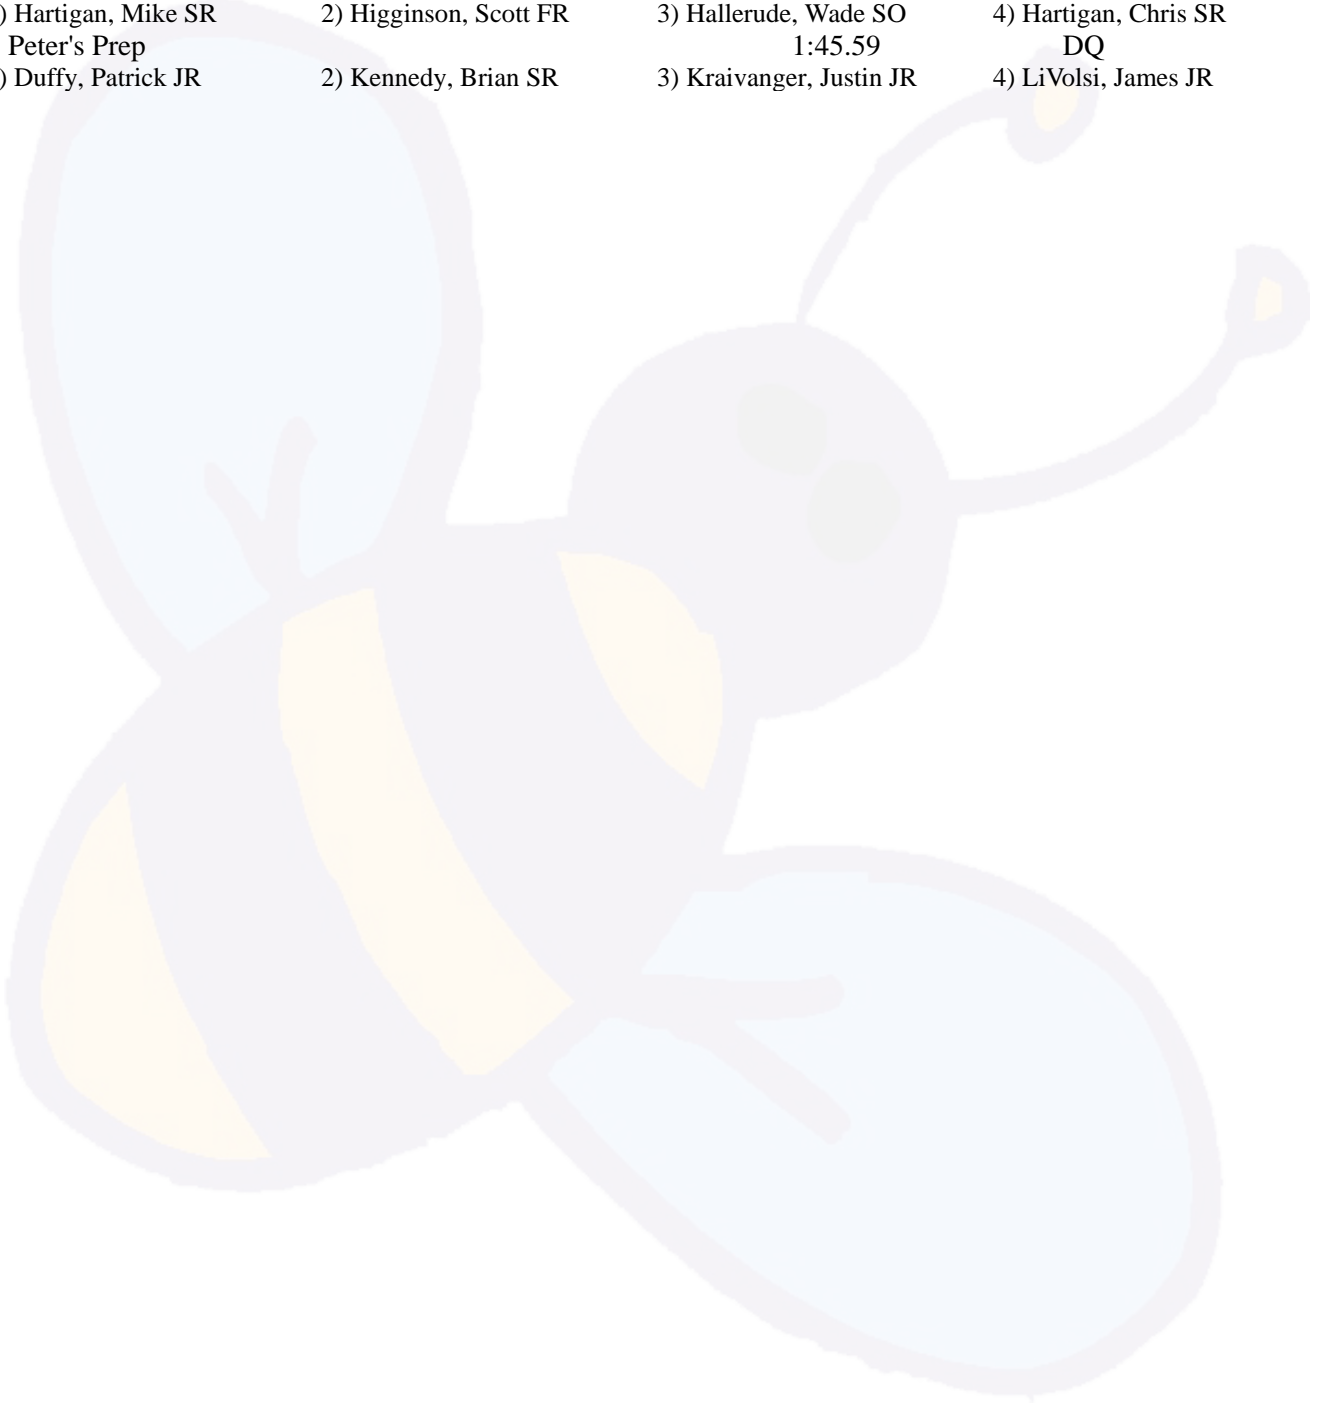 ) Hartigan, Mike SR 2) Higginson, Scott FR 3) Hallerude, Wade SO 4) Hartigan, Chris SR
Peter's Prep 1:45.59 DQ
) Duffy, Patrick JR 2) Kennedy, Brian SR 3) Kraivanger, Justin JR 4) LiVolsi, James JR